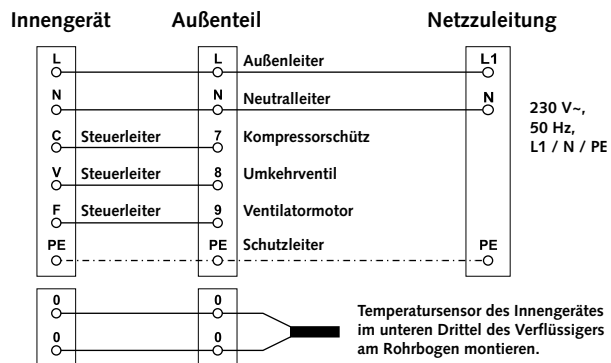 Innengerät Außenteil Netzzuleitung
L L Außenleiter L1
N N Neutralleiter N
230 V~,
50 Hz,
L1 / N / PE
C Steuerleiter 7 Kompressorschütz
V Steuerleiter 8 Umkehrventil
F Steuerleiter 9 Ventilatormotor
PE PE Schutzleiter PE
0 0
0 0
Temperatursensor des Innengerätes
im unteren Drittel des Verflüssigers
am Rohrbogen montieren.